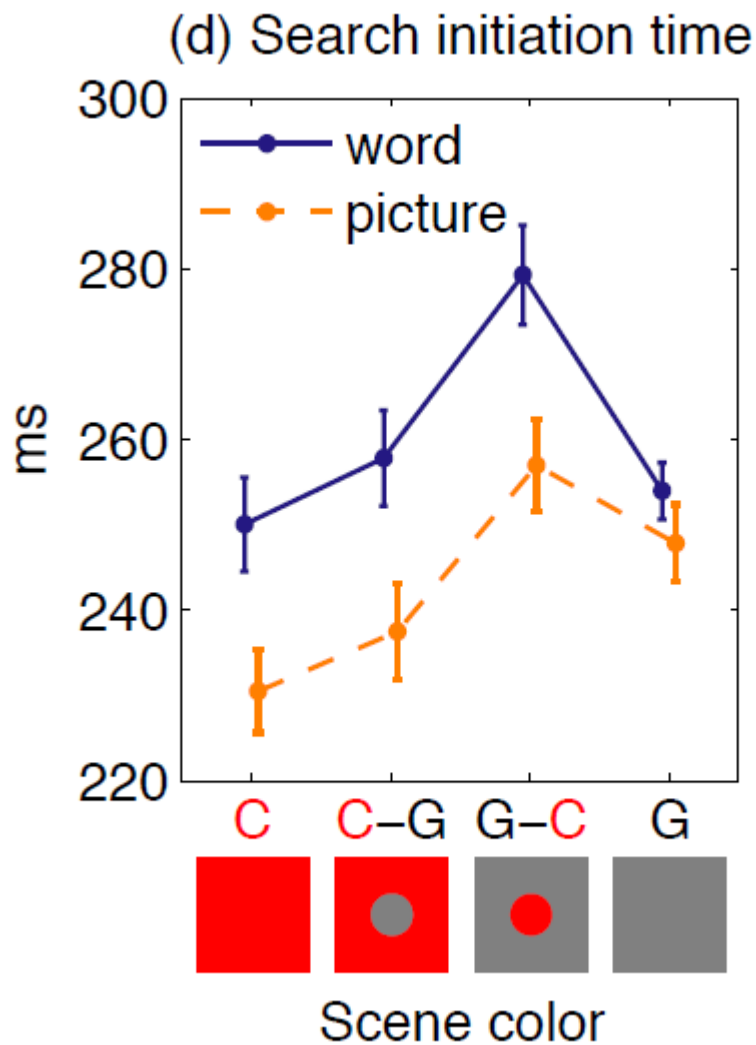 (d) Search initiation time
300
word
picture
280
260
240
220
ms
C C–G G–C G
Scene color